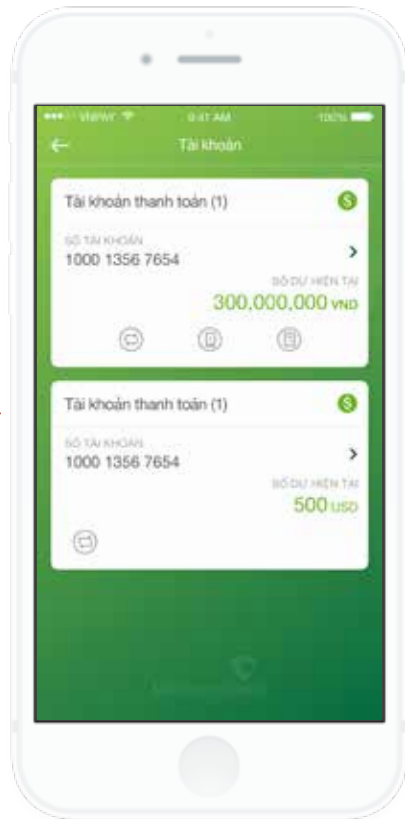 VIEWW 9:41 AM 100%
Tài khoản
Tài khoản thanh toán (1)
SỐ TÀI KHOẢN
1000 1356 7654
SỐ DƯ HIỆN TẠI
300,000,000 VND
Tài khoản thanh toán (1)
SỐ TÀI KHOẢN
1000 1356 7654
SỐ DƯ HIỆN TẠI
500 USD